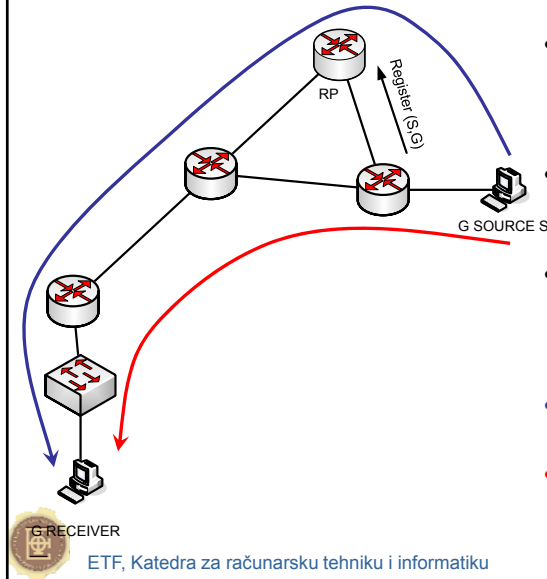 RP
Register (S,G)
G SOURCE S
G RECEIVER
ETF, Katedra za računarsku tehniku i informatiku